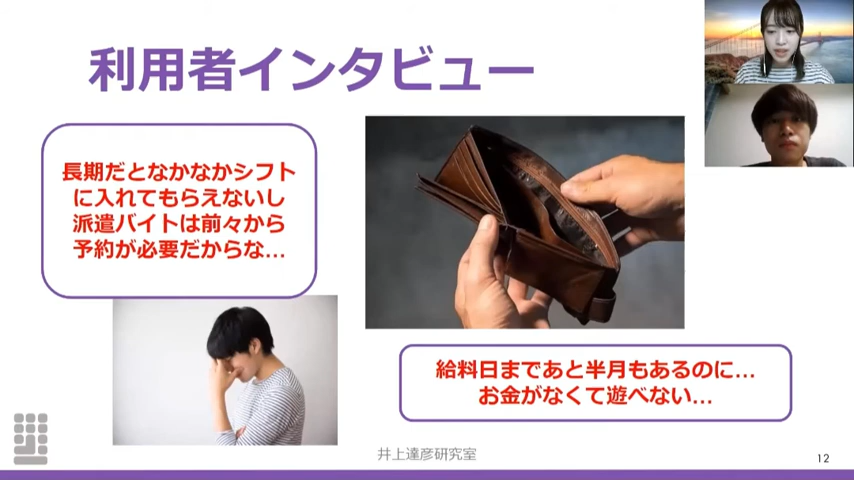 利用者インタビュー
長期だとなかなかシフト
に入れてもらえないし
派遣バイトは前々から
予約が必要だからな…
給料日まであと半月もあるのに…
お金がなくて遊べない…
井上達彦研究室
12